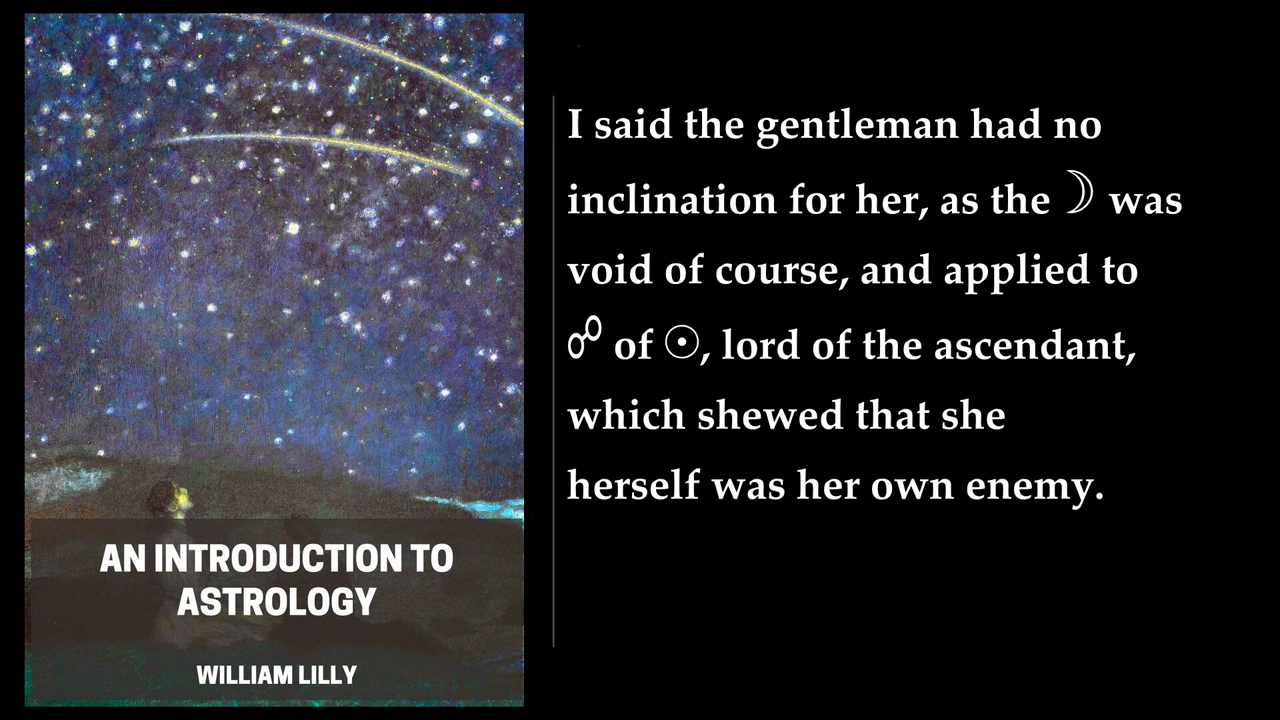 AN INTRODUCTION TO
ASTROLOGY
WILLIAM LILLY
I said the gentleman had no
inclination for her, as the ☽ was
void of course, and applied to
☍ of ☉, lord of the ascendant,
which shewed that she
herself was her own enemy.